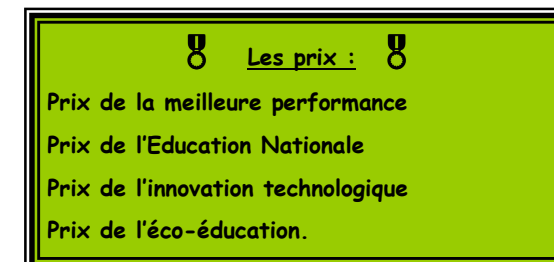 Les prix :
Prix de la meilleure performance
Prix de l'Education Nationale
Prix de l'innovation technologique
Prix de l'éco-éducation.